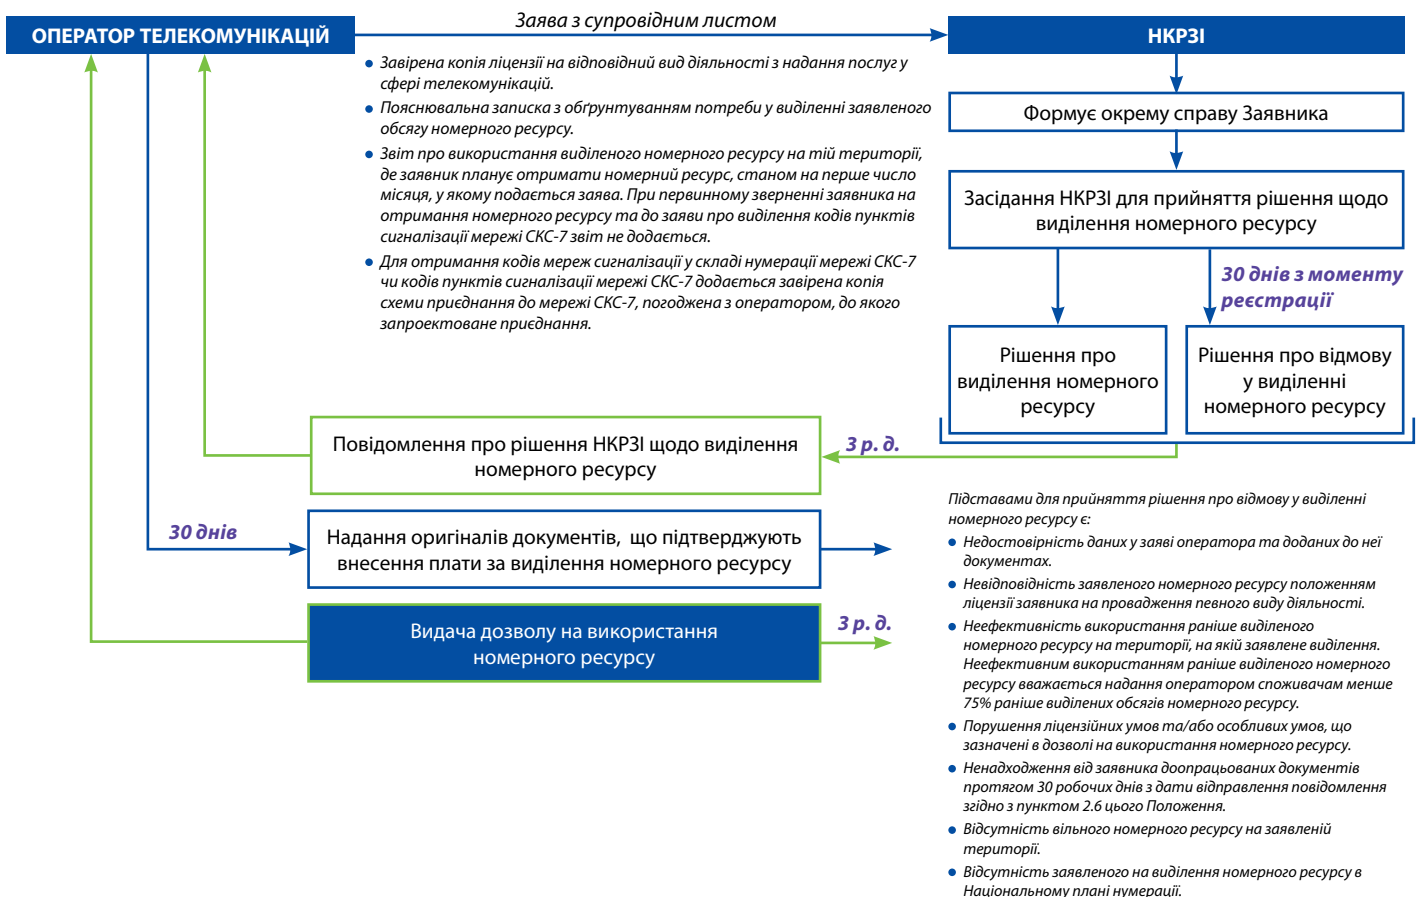 Заява з супровідним листом
ОПЕРАТОР ТЕЛЕКОМУНІКАЦІЙ
НКРЗІ
• Завірена копія ліцензії на відповідний вид діяльності з надання послуг у
сфері телекомунікацій.
• Пояснювальна записка з обґрунтуванням потреби у виділенні заявленого
обсягу номерного ресурсу.
• Звіт про використання виділеного номерного ресурсу на тій території,
де заявник планує отримати номерний ресурс, станом на перше число
місяця, у якому подається заява. При первинному зверненні заявника на
отримання номерного ресурсу та до заяви про виділення кодів пунктів
сигналізації мережі СКС-7 звіт не додається.
• Для отримання кодів мереж сигналізації у складі нумерації мережі СКС-7
чи кодів пунктів сигналізації мережі СКС-7 додається завірена копія
схеми приєднання до мережі СКС-7, погоджена з оператором, до якого
запроектоване приєднання.
Формує окрему справу Заявника
Засідання НКРЗІ для прийняття рішення щодо
виділення номерного ресурсу
30 днів з моменту
реєстрації
Рішення про
виділення номерного
ресурсу
Рішення про відмову
у виділенні
номерного ресурсу
Повідомлення про рішення НКРЗІ щодо виділення
номерного ресурсу
3 р. д.
30 днів
Надання оригіналів документів, що підтверджують
внесення плати за виділення номерного ресурсу
Видача дозволу на використання
номерного ресурсу
3 р. д.
Підставами для прийняття рішення про відмову у виділенні
номерного ресурсу є:
• Недостовірність даних у заяві оператора та доданих до неї
документах.
• Невідповідність заявленого номерного ресурсу положенням
ліцензії заявника на провадження певного виду діяльності.
• Неефективність використання раніше виділеного
номерного ресурсу на території, на якій заявлене виділення.
Неефективним використанням раніше виділеного номерного
ресурсу вважається надання оператором споживачам менше
75% раніше виділених обсягів номерного ресурсу.
• Порушення ліцензійних умов та/або особливих умов, що
зазначені в дозволі на використання номерного ресурсу.
• Ненадходження від заявника доопрацьованих документів
протягом 30 робочих днів з дати відправлення повідомлення
згідно з пунктом 2.6 цього Положення.
• Відсутність вільного номерного ресурсу на заявленій
території.
• Відсутність заявленого на виділення номерного ресурсу в
Національному плані нумерації.